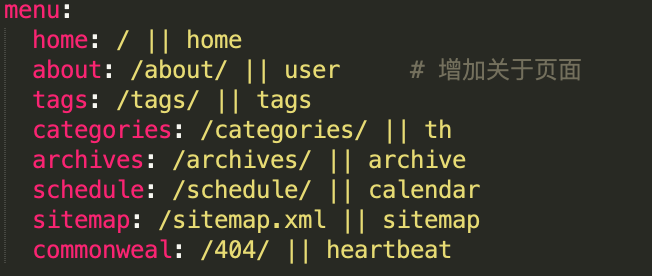 menu:
  home: / || home
  about: /about/ || user     # 增加关于页面
  tags: /tags/ || tags
  categories: /categories/ || th
  archives: /archives/ || archive
  schedule: /schedule/ || calendar
  sitemap: /sitemap.xml || sitemap
  commonweal: /404/ || heartbeat